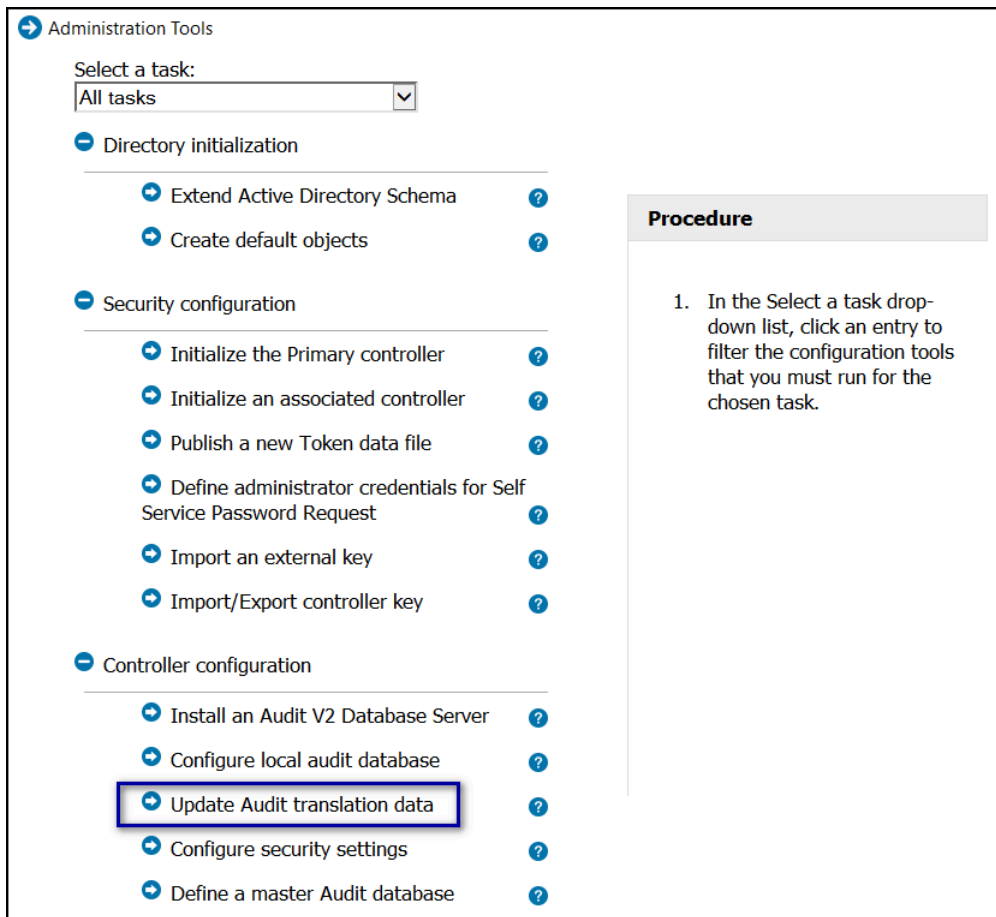 Administration Tools
Select a task:
All tasks
Directory initialization
Extend Active Directory Schema
?
Create default objects
?
Security configuration
Initialize the Primary controller
?
Initialize an associated controller
?
Publish a new Token data file
?
Define administrator credentials for Self
Service Password Request
?
Import an external key
?
Import/Export controller key
?
Controller configuration
Install an Audit V2 Database Server
?
Configure local audit database
?
Update Audit translation data
?
Configure security settings
?
Define a master Audit database
?
Procedure
1. In the Select a task drop-
down list, click an entry to
filter the configuration tools
that you must run for the
chosen task.